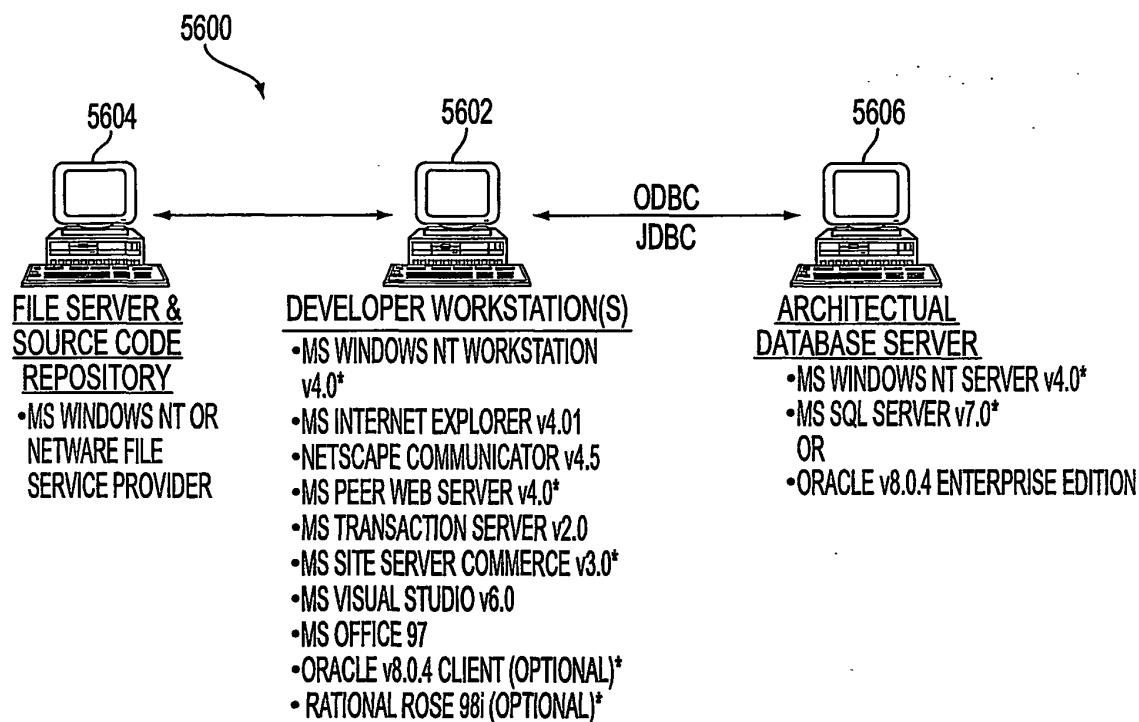 5600
5604
5602
5606
ODBC
JDBC
FILE SERVER &
SOURCE CODE
REPOSITORY
•MS WINDOWS NT OR
NETWARE FILE
SERVICE PROVIDER
DEVELOPER WORKSTATION(S)
•MS WINDOWS NT WORKSTATION
v4.0*
•MS INTERNET EXPLORER v4.01
•NETSCAPE COMMUNICATOR v4.5
•MS PEER WEB SERVER v4.0*
•MS TRANSACTION SERVER v2.0
•MS SITE SERVER COMMERCE v3.0*
•MS VISUAL STUDIO v6.0
•MS OFFICE 97
•ORACLE v8.0.4 CLIENT (OPTIONAL)*
• RATIONAL ROSE 98i (OPTIONAL)*
ARCHITECTUAL
DATABASE SERVER
•MS WINDOWS NT SERVER v4.0*
•MS SQL SERVER v7.0*
OR
•ORACLE v8.0.4 ENTERPRISE EDITION